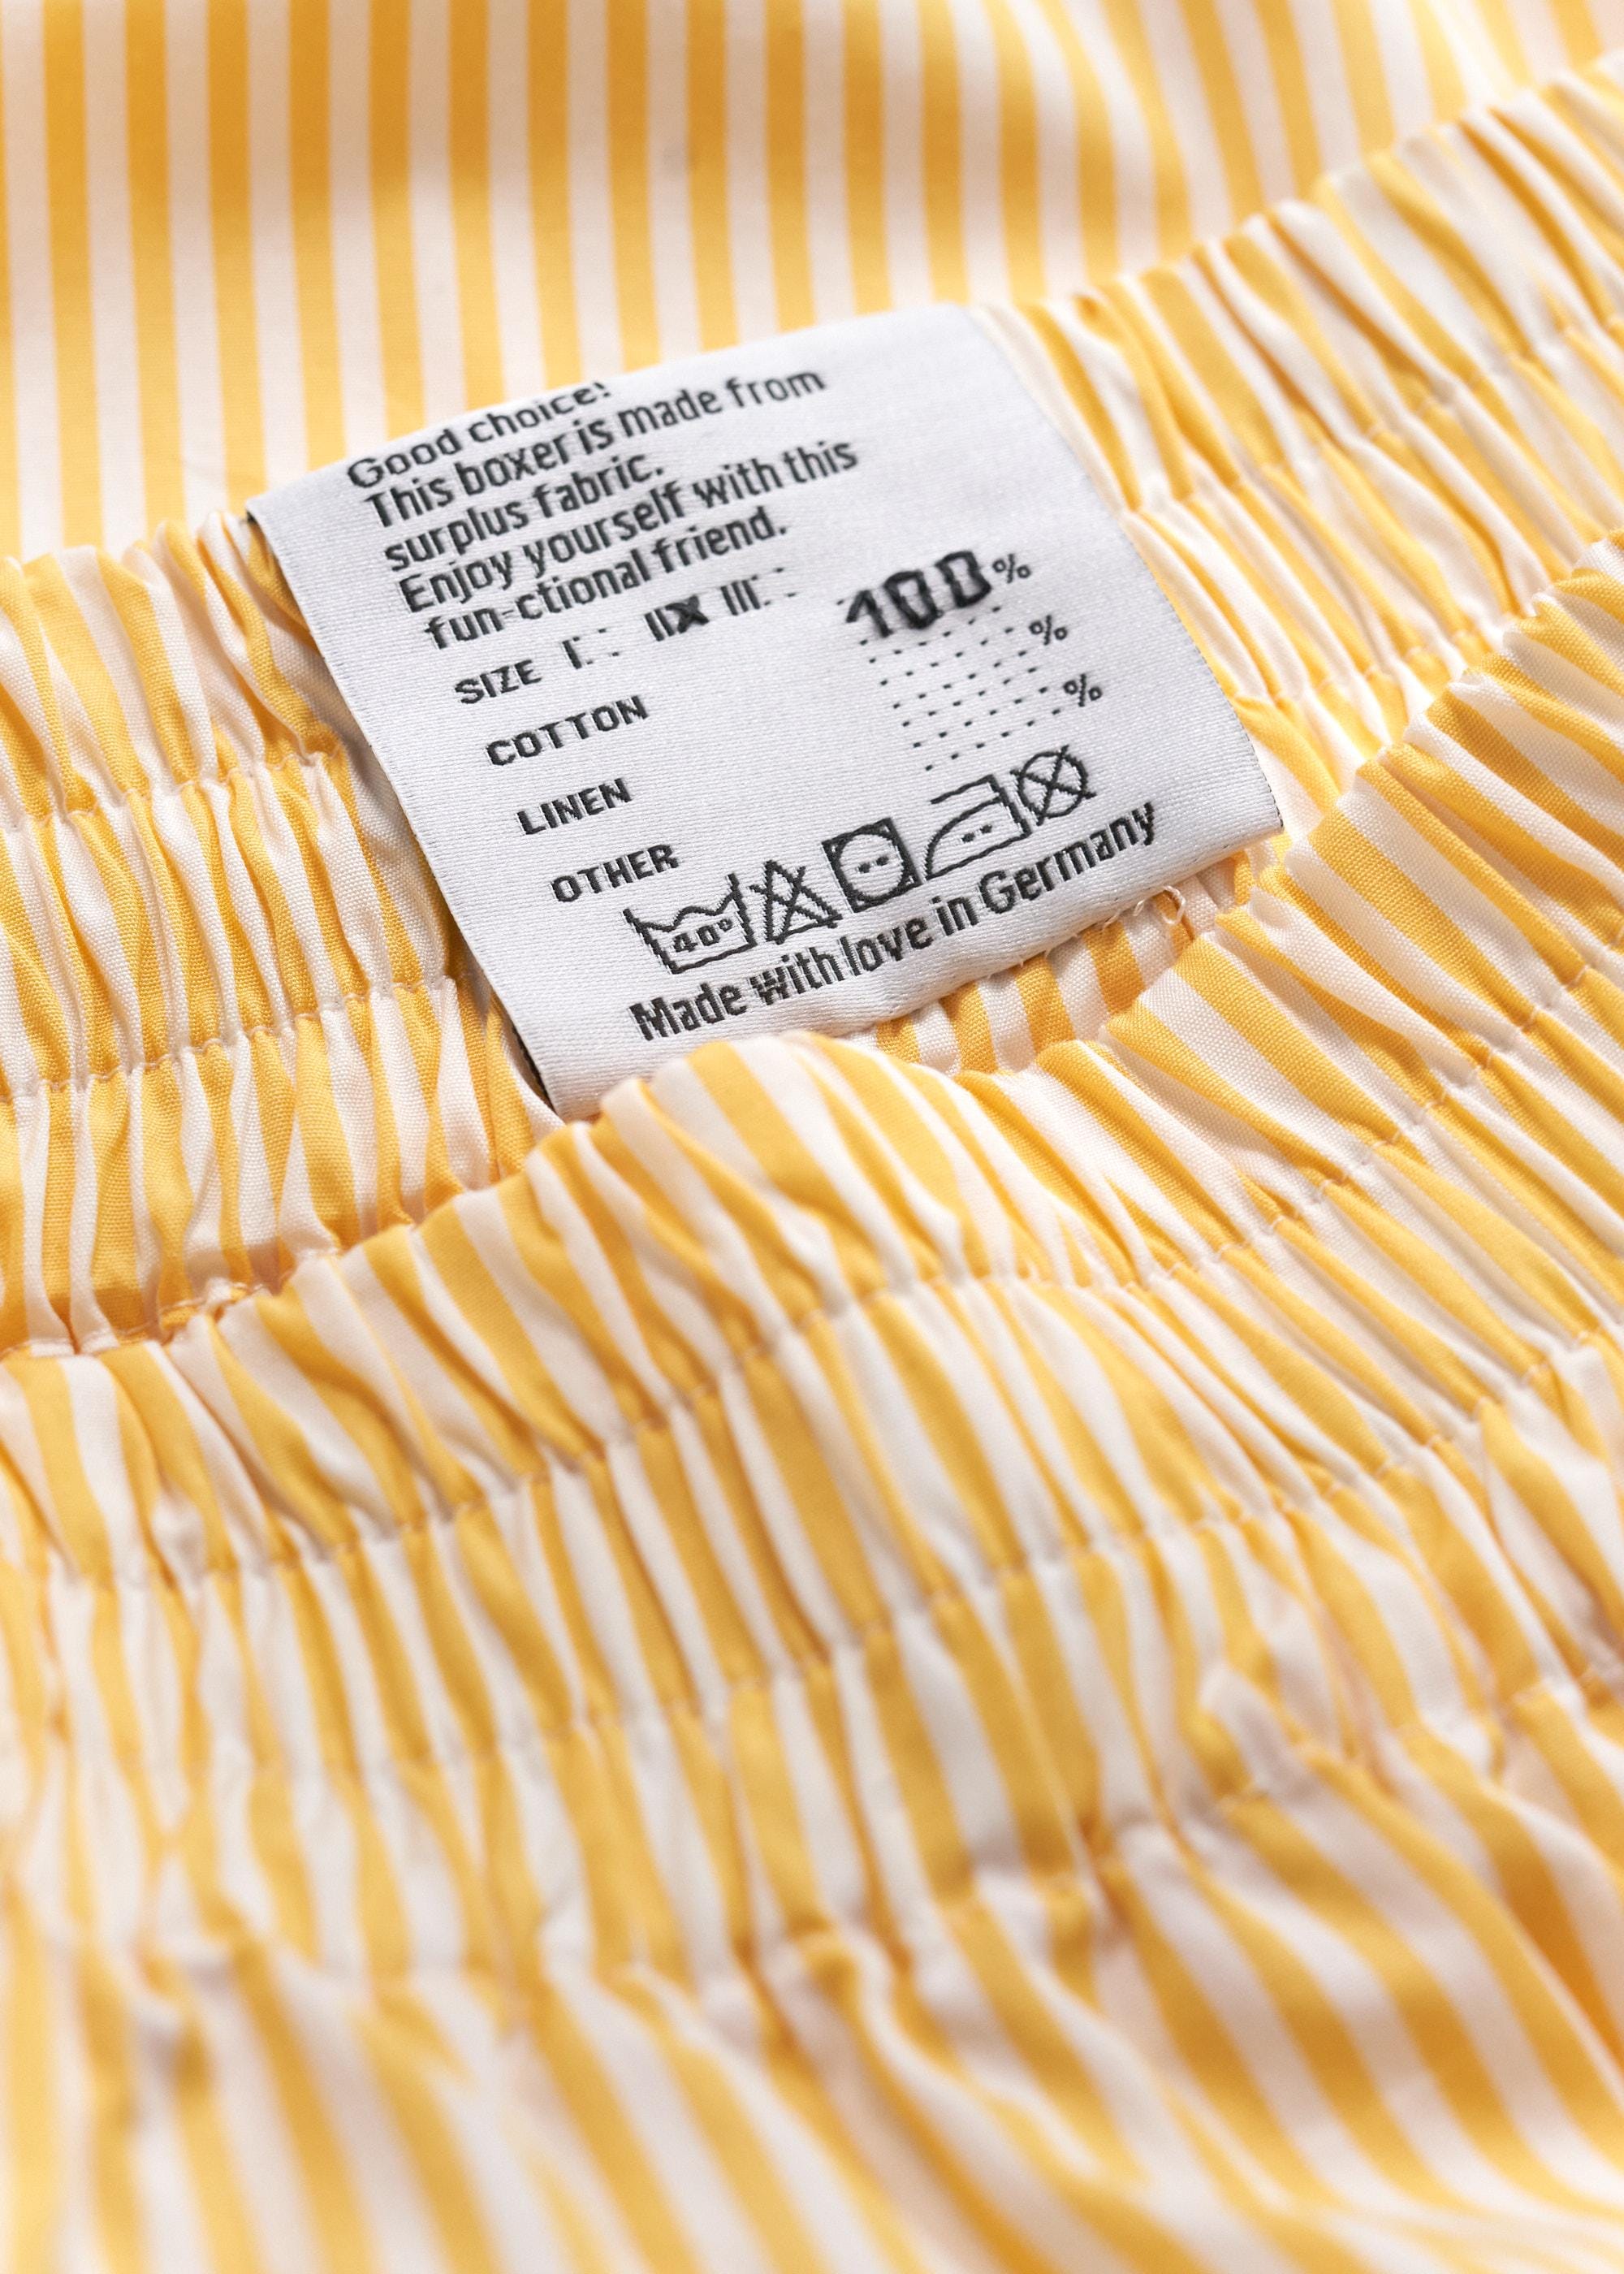 Good choice!
This boxer is made from
surplus fabric.
Enjoy yourself with this
fun-ctional friend.
SIZE I II X III
COTTON 100 %
LINEN %
OTHER %
40°
Made with love in Germany